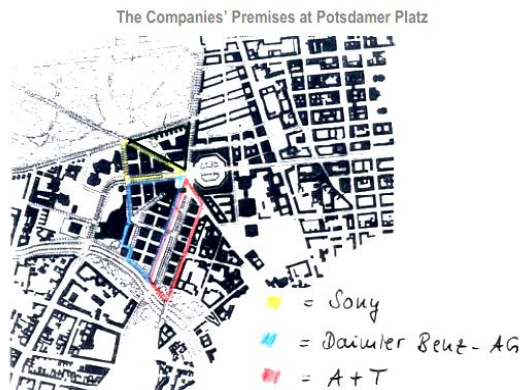 The Companies' Premises at Potsdamer Platz
= Sony
= Daimler Benz - AG
= A + T